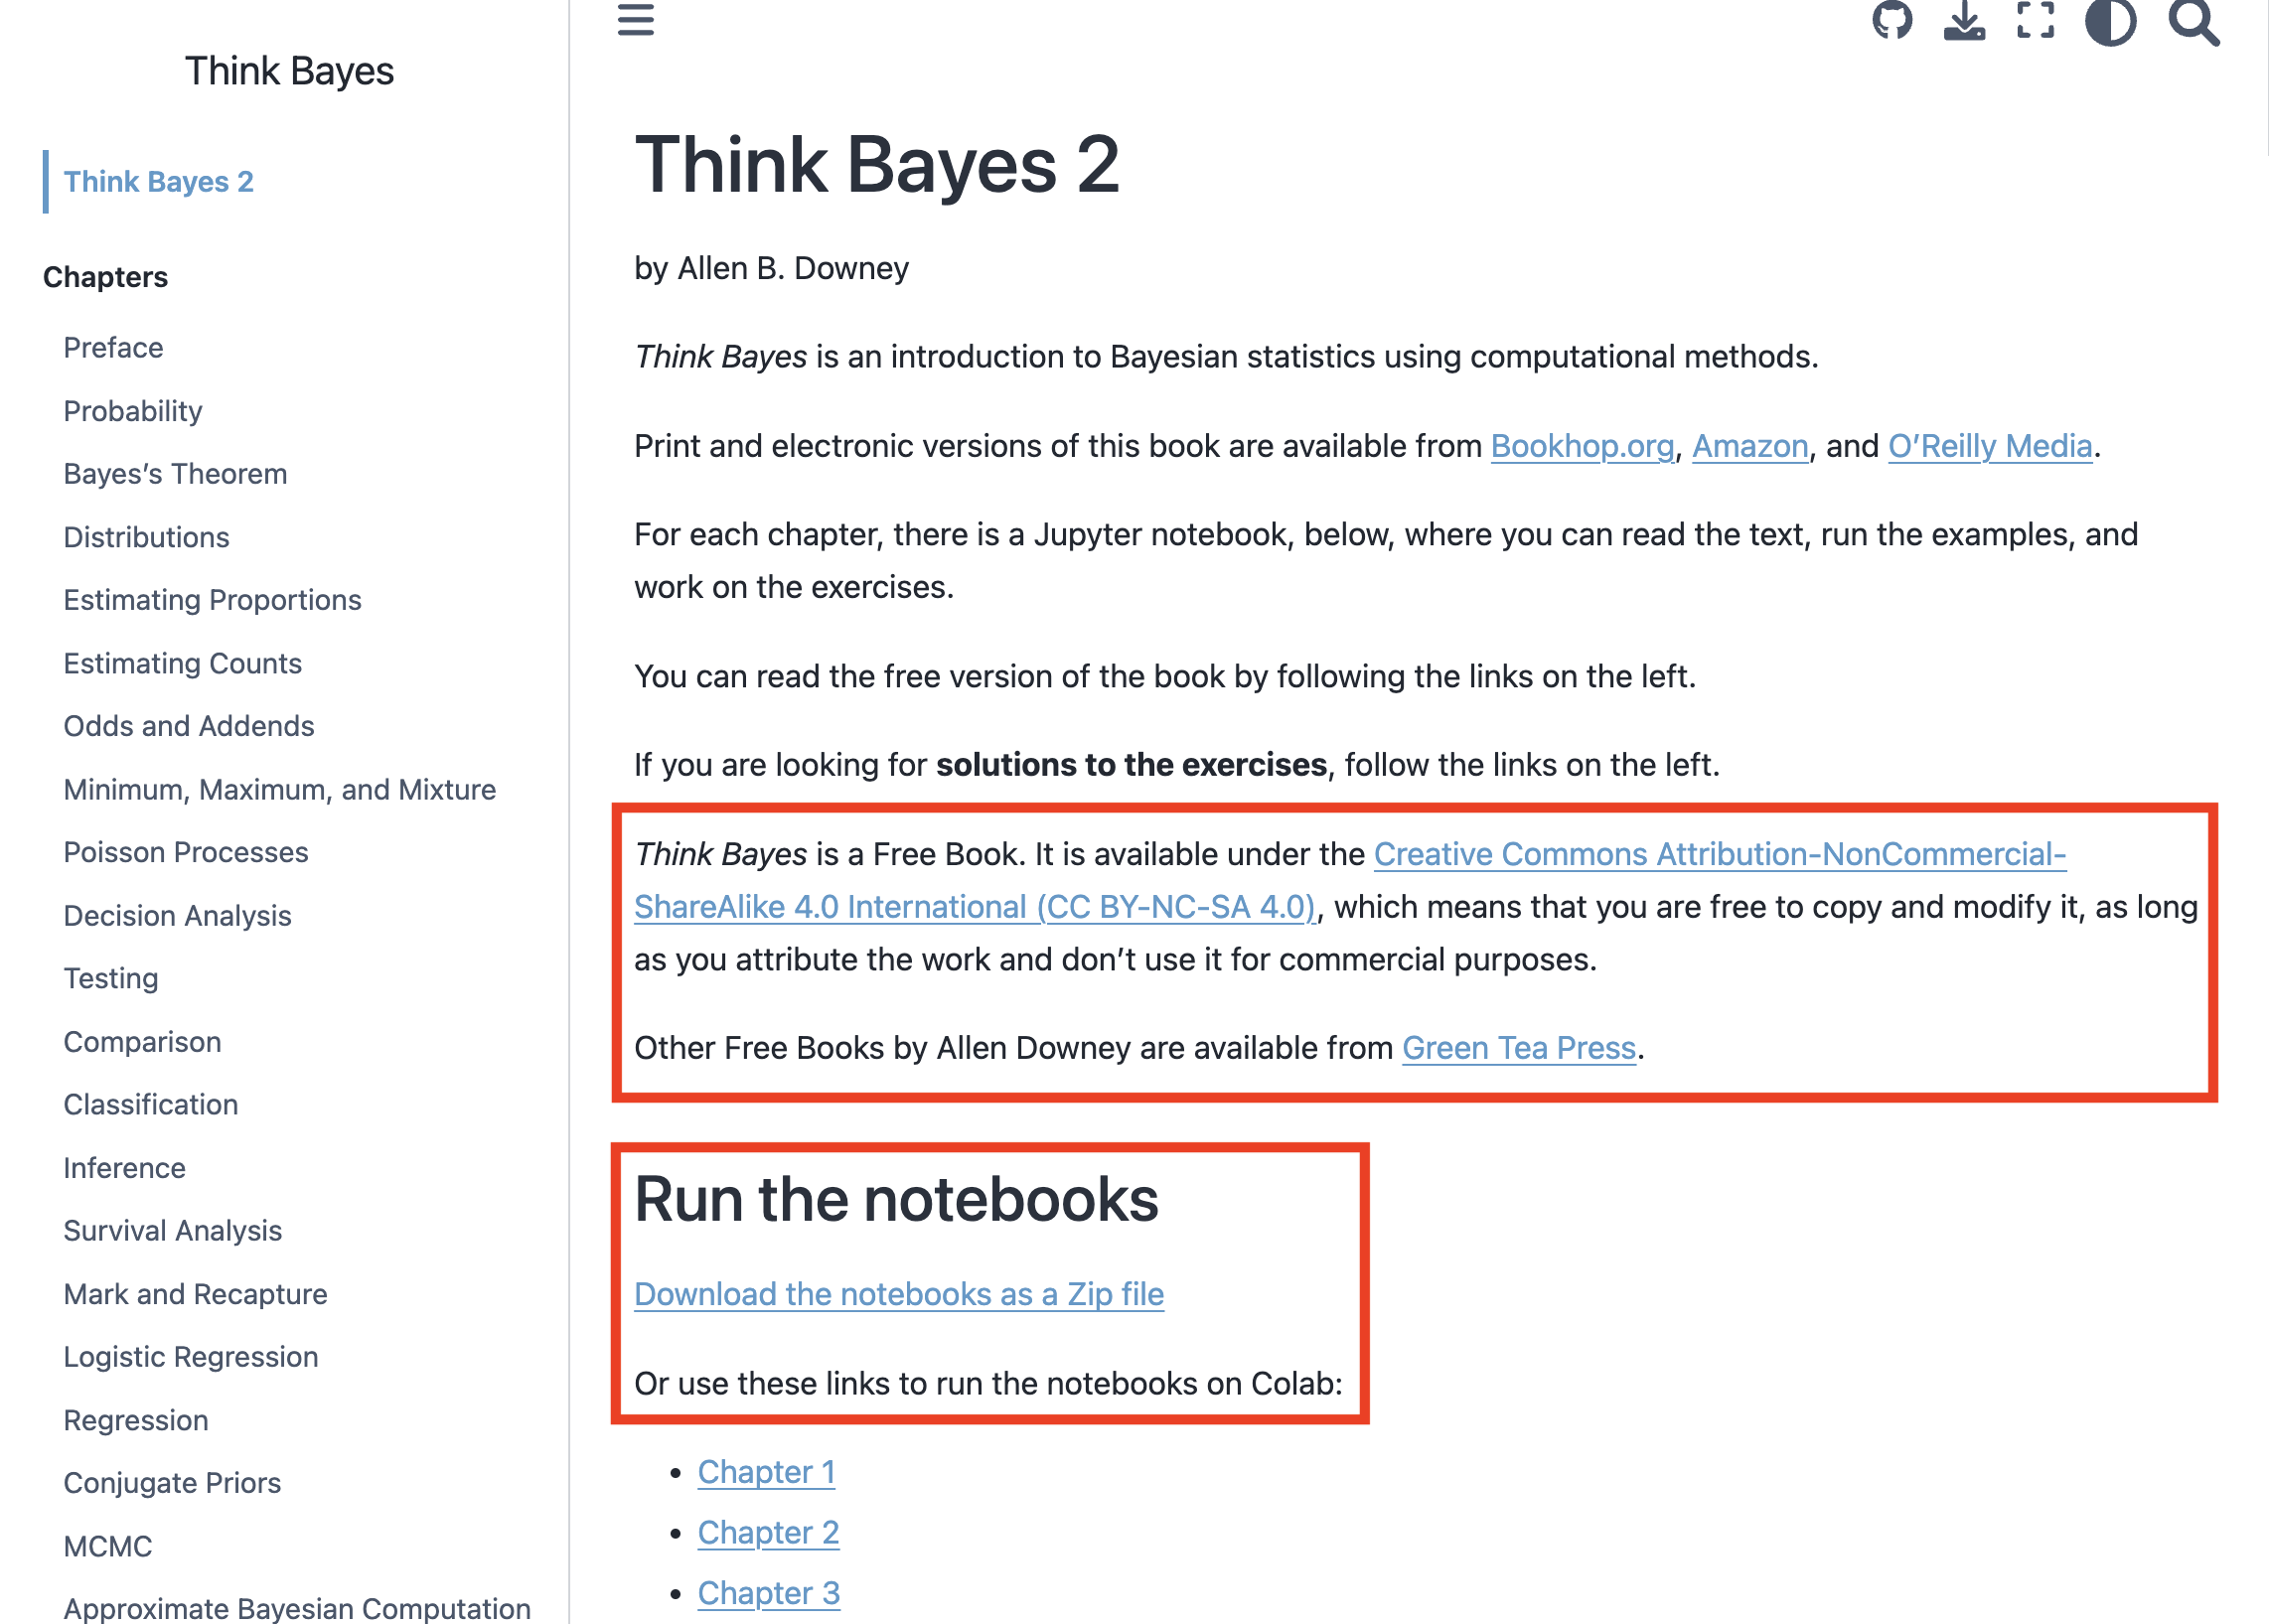 Think Bayes
Think Bayes 2
Chapters
Preface
Probability
Bayes’s Theorem
Distributions
Estimating Proportions
Estimating Counts
Odds and Addends
Minimum, Maximum, and Mixture
Poisson Processes
Decision Analysis
Testing
Comparison
Classification
Inference
Survival Analysis
Mark and Recapture
Logistic Regression
Regression
Conjugate Priors
MCMC
Approximate Bayesian Computation
Think Bayes 2
by Allen B. Downey
Think Bayes is an introduction to Bayesian statistics using computational methods.
Print and electronic versions of this book are available from Bookhop.org, Amazon, and O’Reilly Media.
For each chapter, there is a Jupyter notebook, below, where you can read the text, run the examples, and
work on the exercises.
You can read the free version of the book by following the links on the left.
If you are looking for solutions to the exercises, follow the links on the left.
Think Bayes is a Free Book. It is available under the Creative Commons Attribution-NonCommercial-
ShareAlike 4.0 International (CC BY-NC-SA 4.0), which means that you are free to copy and modify it, as long
as you attribute the work and don’t use it for commercial purposes.
Other Free Books by Allen Downey are available from Green Tea Press.
Run the notebooks
Download the notebooks as a Zip file
Or use these links to run the notebooks on Colab:
• Chapter 1
• Chapter 2
• Chapter 3